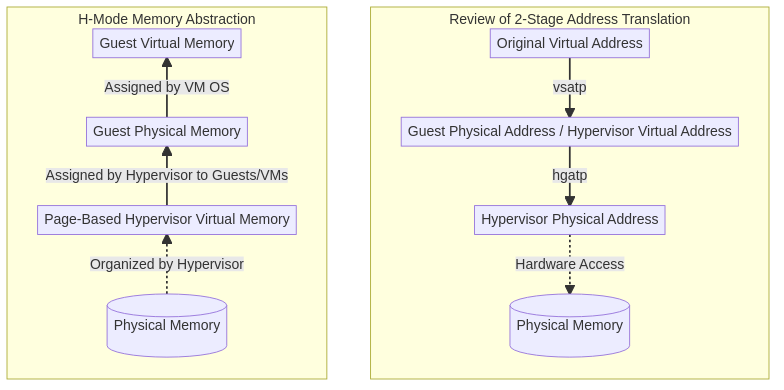 H-Mode Memory Abstraction
Guest Virtual Memory
Assigned by VM OS
Guest Physical Memory
Assigned by Hypervisor to Guests/VMs
Page-Based Hypervisor Virtual Memory
Organized by Hypervisor
Physical Memory
Review of 2-Stage Address Translation
Original Virtual Address
vsatp
Guest Physical Address / Hypervisor Virtual Address
hgatp
Hypervisor Physical Address
Hardware Access
Physical Memory